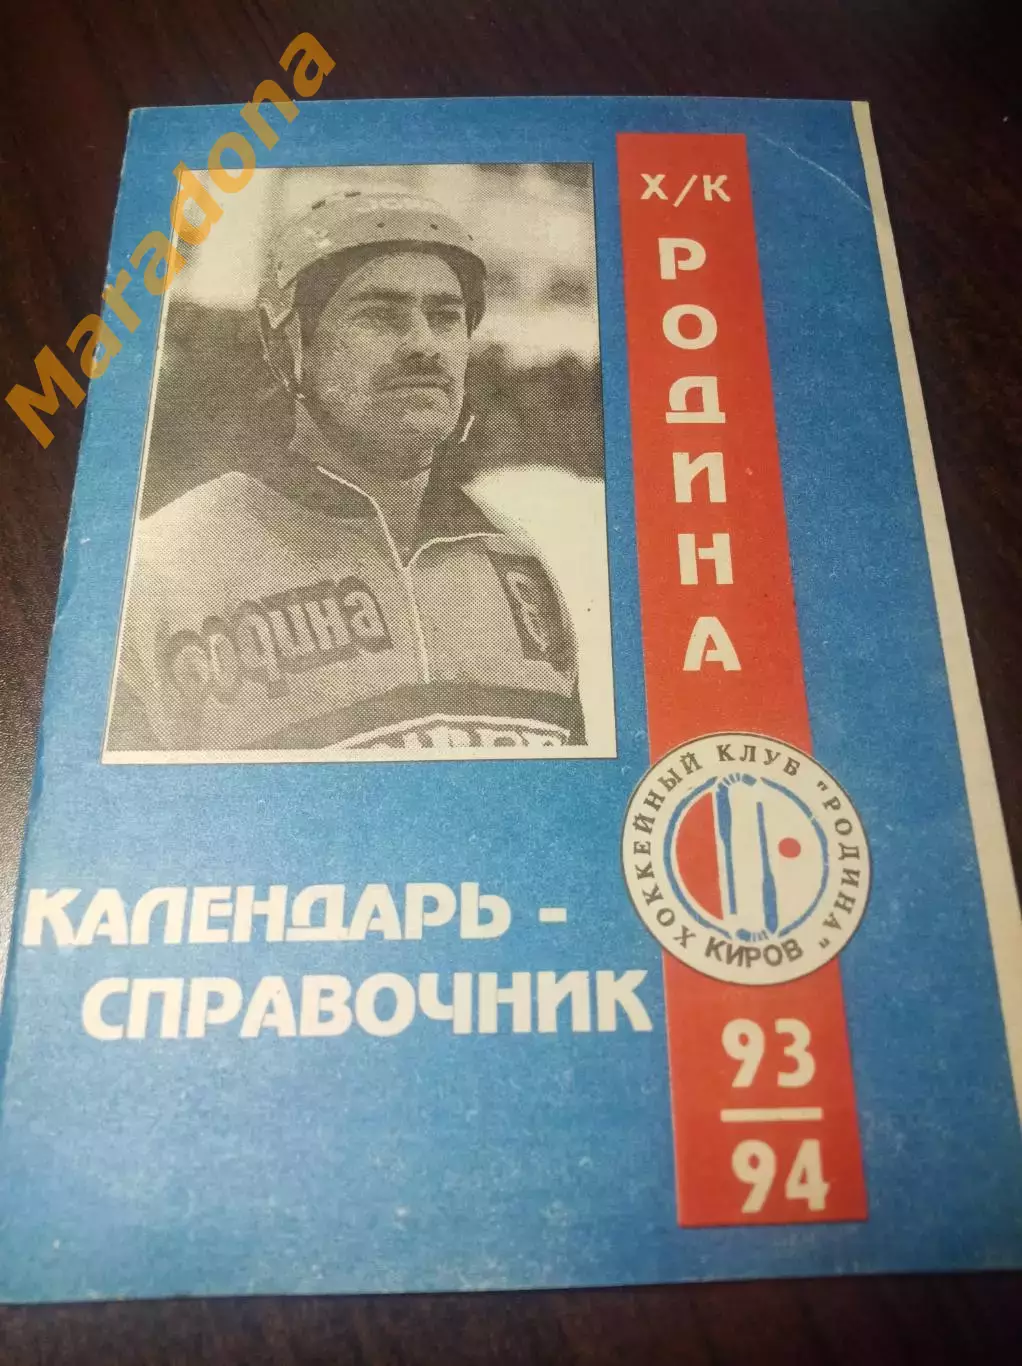 Maradona
Х/К
РОДИНА
Родина
ХОККЕЙНЫЙ КЛУБ "РОДИНА"
КИРОВ
КАЛЕНДАРЬ -
СПРАВОЧНИК
93
94